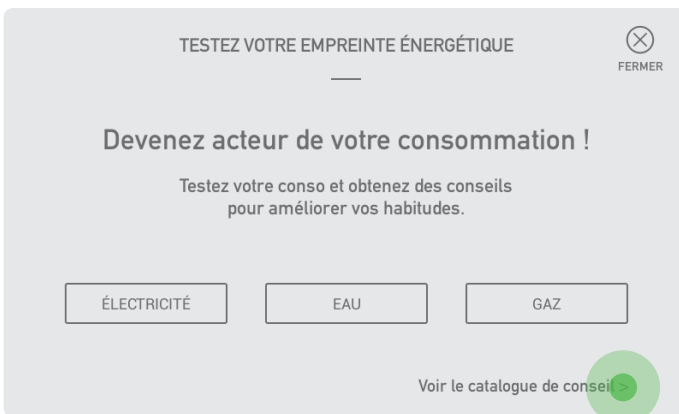 TESTEZ VOTRE EMPREINTE ÉNERGÉTIQUE
FERMER
Devenez acteur de votre consommation !
Testez votre conso et obtenez des conseils
pour améliorer vos habitudes.
ÉLECTRICITÉ
EAU
GAZ
Voir le catalogue de conseil >